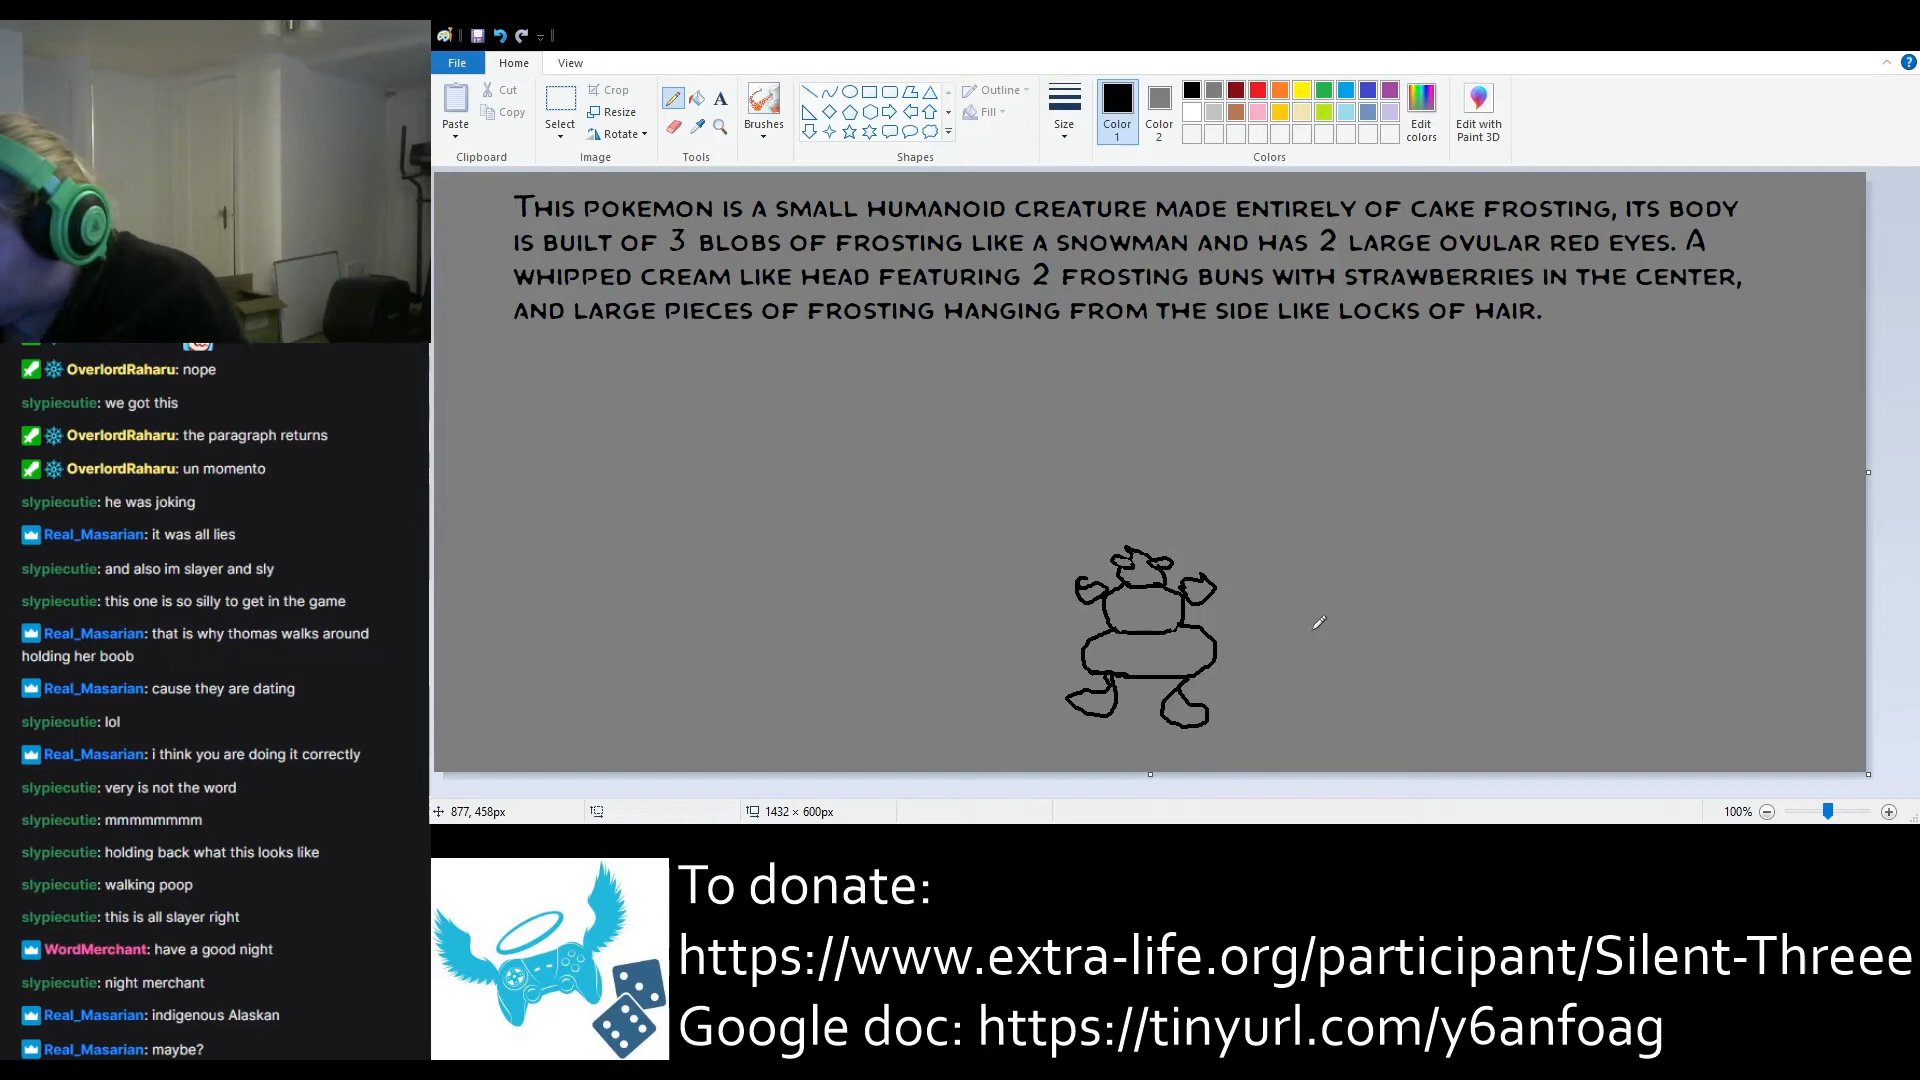 File
Home
View
Paste
Cut
Copy
Clipboard
Select
Crop
Resize
Rotate
Image
A
Tools
Brushes
Shapes
Outline
Fill
Size
Color 1
Color 2
Colors
Edit colors
Edit with Paint 3D
THIS POKEMON IS A SMALL HUMANOID CREATURE MADE ENTIRELY OF CAKE FROSTING, ITS BODY
IS BUILT OF 3 BLOBS OF FROSTING LIKE A SNOWMAN AND HAS 2 LARGE OVULAR RED EYES. A
WHIPPED CREAM LIKE HEAD FEATURING 2 FROSTING BUNS WITH STRAWBERRIES IN THE CENTER,
AND LARGE PIECES OF FROSTING HANGING FROM THE SIDE LIKE LOCKS OF HAIR.
OverlordRaharu: nope
slypiecutie: we got this
OverlordRaharu: the paragraph returns
OverlordRaharu: un momento
slypiecutie: he was joking
Real_Masarian: it was all lies
slypiecutie: and also im slayer and sly
slypiecutie: this one is so silly to get in the game
Real_Masarian: that is why thomas walks around
holding her boob
Real_Masarian: cause they are dating
slypiecutie: lol
Real_Masarian: i think you are doing it correctly
slypiecutie: very is not the word
slypiecutie: mmmmmmmm
slypiecutie: holding back what this looks like
slypiecutie: walking poop
slypiecutie: this is all slayer right
WordMerchant: have a good night
slypiecutie: night merchant
Real_Masarian: indigenous Alaskan
Real_Masarian: maybe?
877, 458px
1432 × 600px
100%
To donate:
https://www.extra-life.org/participant/Silent-Threee
Google doc: https://tinyurl.com/y6anfoag